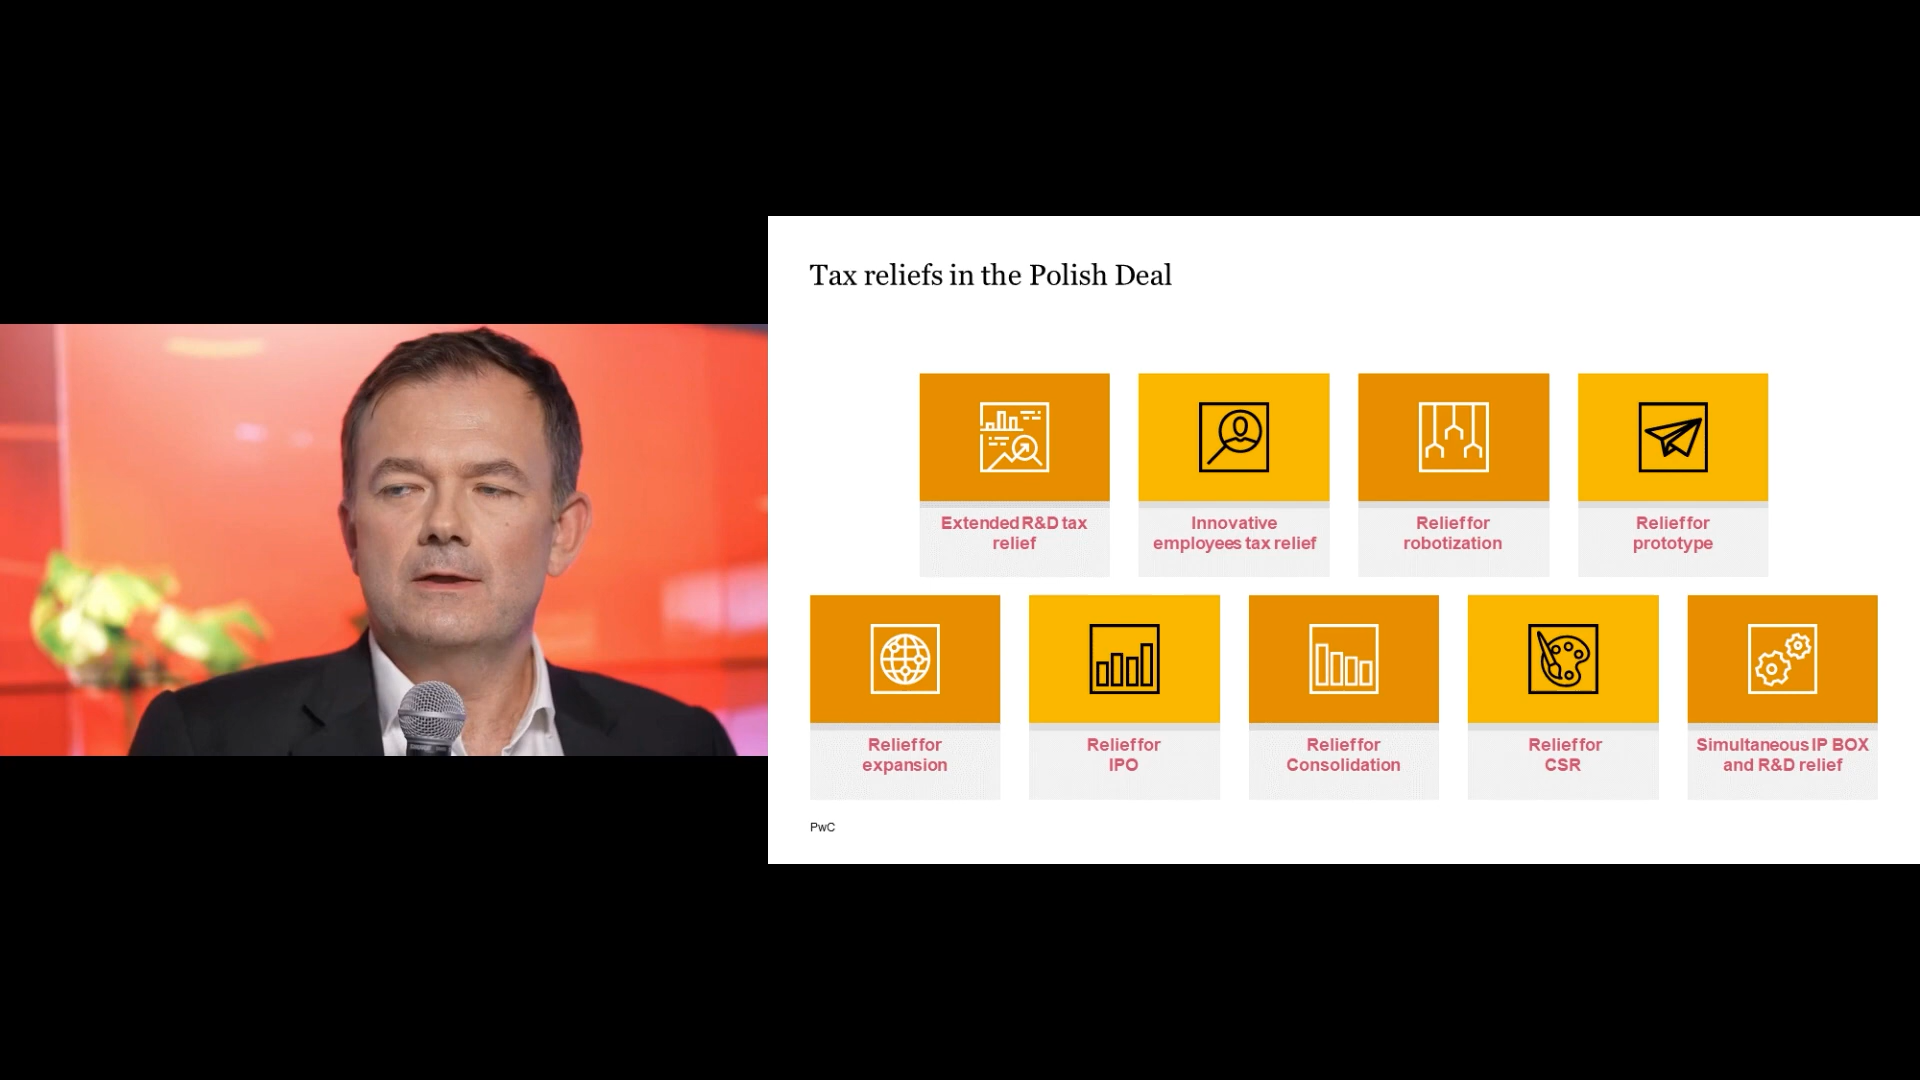 Tax reliefs in the Polish Deal
Extended R&D tax
relief
Innovative
employees tax relief
Relief for
robotization
Relief for
prototype
Relief for
expansion
Relief for
IPO
Relief for
Consolidation
Relief for
CSR
Simultaneous IP BOX
and R&D relief
PwC